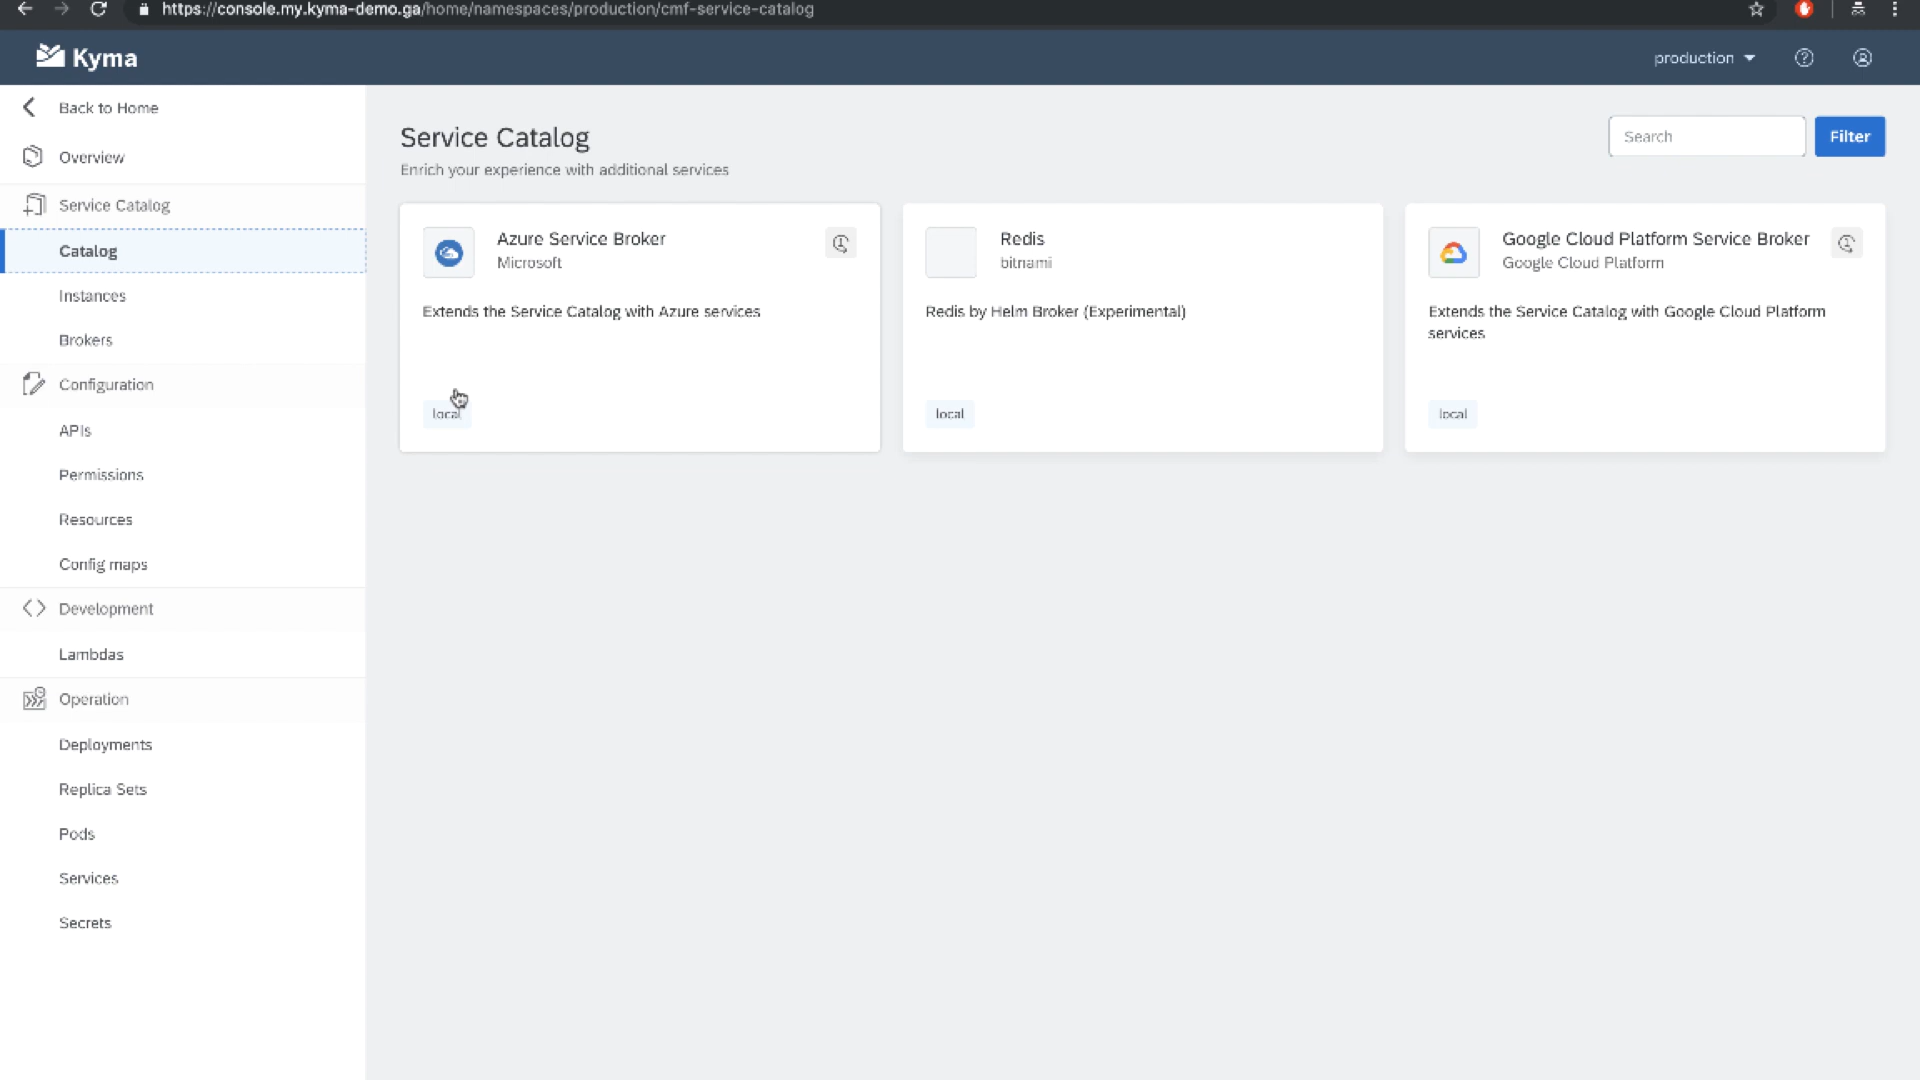 https://console.my.kyma-demo.ga/home/namespaces/production/cmf-service-catalog
Kyma
production
Back to Home
Overview
Service Catalog
Catalog
Instances
Brokers
Configuration
APIs
Permissions
Resources
Config maps
Development
Lambdas
Operation
Deployments
Replica Sets
Pods
Services
Secrets
Service Catalog
Enrich your experience with additional services
Search
Filter
Azure Service Broker
Microsoft
Extends the Service Catalog with Azure services
local
Redis
bitnami
Redis by Helm Broker (Experimental)
local
Google Cloud Platform Service Broker
Google Cloud Platform
Extends the Service Catalog with Google Cloud Platform
services
local